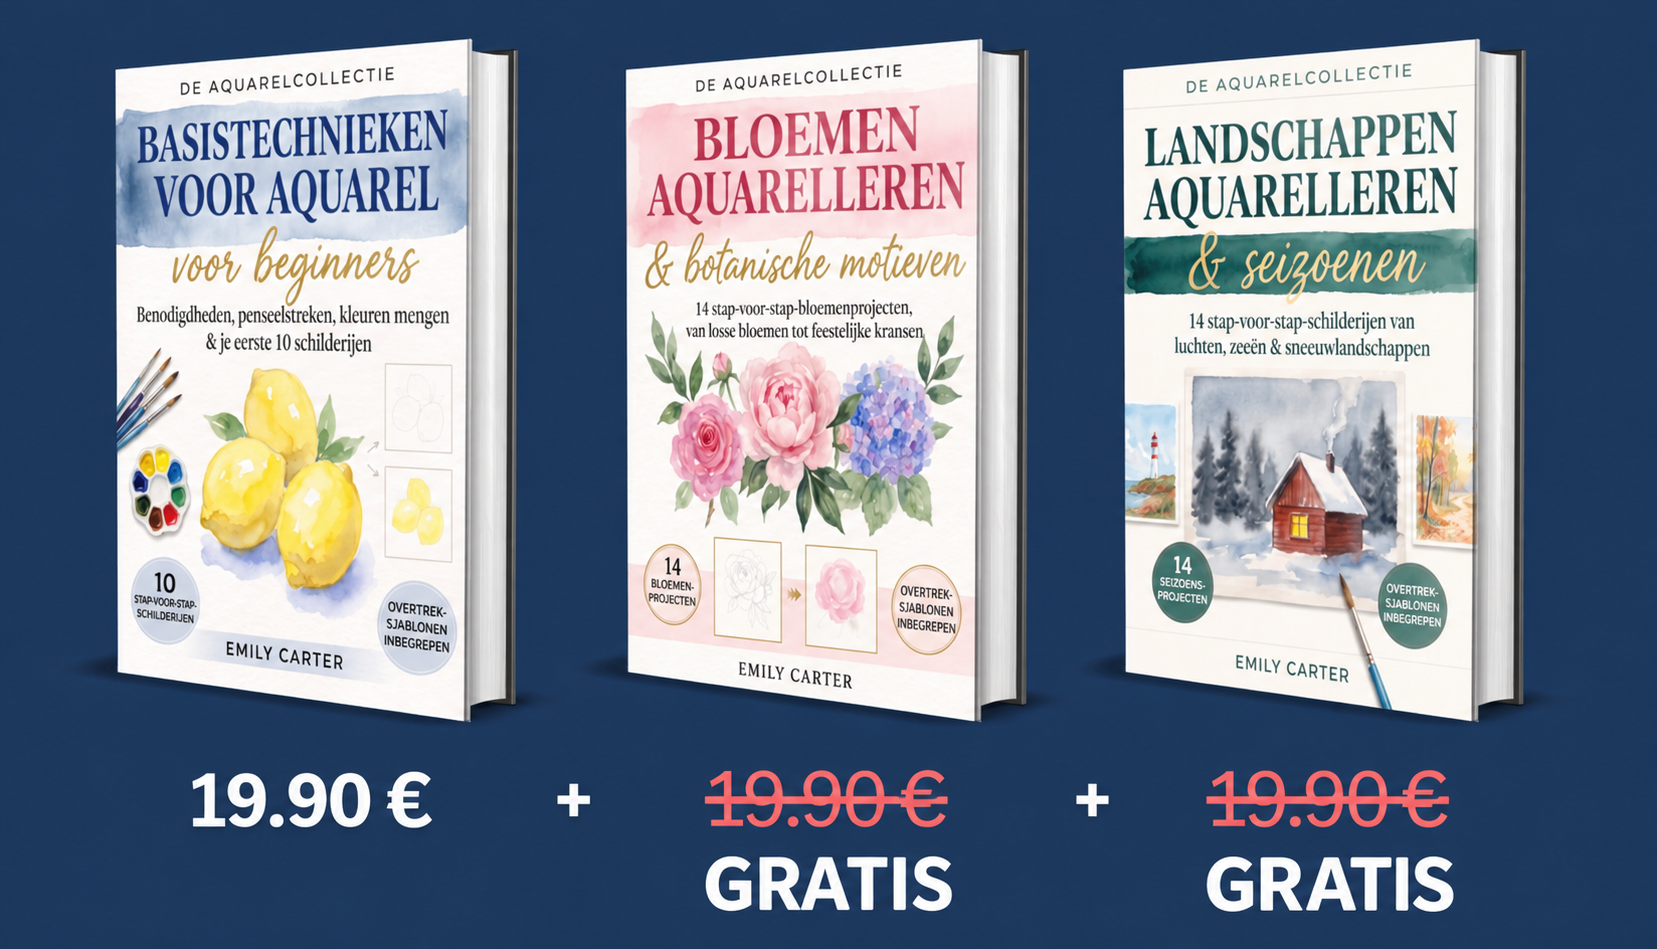 DE AQUARELCOLLECTIE
BASISTECHNIEKEN
VOOR AQUAREL
voor beginners
Benodigdheden, penseelstreken, kleuren mengen
& je eerste 10 schilderijen
10
STAP-VOOR-STAP-
SCHILDERIJEN
OVERTREK-
SJABLONEN
INBEGREPEN
EMILY CARTER
DE AQUARELCOLLECTIE
BLOEMEN
AQUARELLEREN
& botanische motieven
14 stap-voor-stap-bloemenprojecten,
van losse bloemen tot feestelijke kransen
14
BLOEMEN-
PROJECTEN
OVERTREK-
SJABLONEN
INBEGREPEN
EMILY CARTER
DE AQUARELCOLLECTIE
LANDSCHAPPEN
AQUARELLEREN
& seizoenen
14 stap-voor-stap-schilderijen van
luchten, zeeën & sneeuwlandschappen
14
SEIZOENS-
PROJECTEN
OVERTREK-
SJABLONEN
INBEGREPEN
EMILY CARTER
19.90 € + 19.90 € + 19.90 €
GRATIS GRATIS